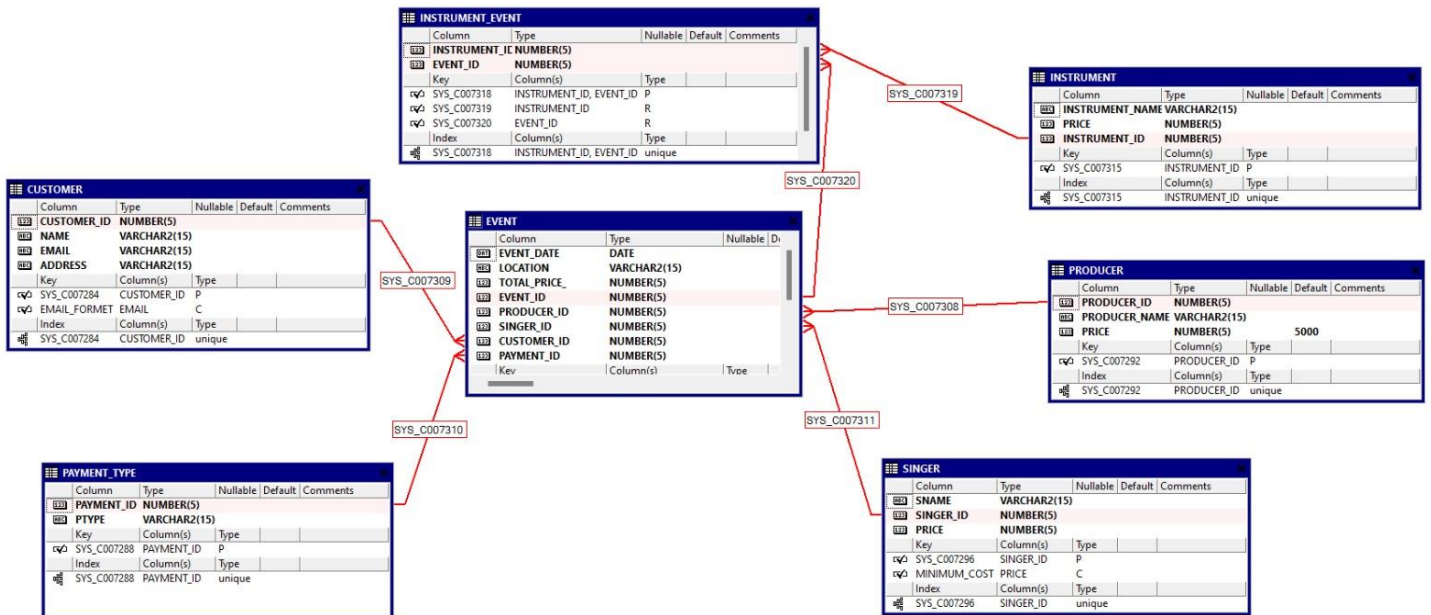 INSTRUMENT_EVENT
Column Type Nullable Default Comments
INSTRUMENT_IE NUMBER(5)
EVENT_ID NUMBER(5)
Key Column(s) Type
SYS_C007318 INSTRUMENT_ID, EVENT_ID P
SYS_C007319 INSTRUMENT_ID R
SYS_C007320 EVENT_ID R
Index Column(s) Type
SYS_C007318 INSTRUMENT_ID, EVENT_ID unique
SYS_C007319
INSTRUMENT
Column Type Nullable Default Comments
INSTRUMENT_NAME VARCHAR2(15)
PRICE NUMBER(5)
INSTRUMENT_ID NUMBER(5)
Key Column(s) Type
SYS_C007315 INSTRUMENT_ID P
Index Column(s) Type
SYS_C007315 INSTRUMENT_ID unique
SYS_C007320
CUSTOMER
Column Type Nullable Default Comments
CUSTOMER_ID NUMBER(5)
NAME VARCHAR2(15)
EMAIL VARCHAR2(15)
ADDRESS VARCHAR2(15)
Key Column(s) Type
SYS_C007284 CUSTOMER_ID P
EMAIL_FORMET EMAIL C
Index Column(s) Type
SYS_C007284 CUSTOMER_ID unique
SYS_C007309
EVENT
Column Type Nullable D
EVENT_DATE DATE
LOCATION VARCHAR2(15)
TOTAL_PRICE_ NUMBER(5)
EVENT_ID NUMBER(5)
PRODUCER_ID NUMBER(5)
SINGER_ID NUMBER(5)
CUSTOMER_ID NUMBER(5)
PAYMENT_ID NUMBER(5)
Key Column(s) Type
SYS_C007308
PRODUCER
Column Type Nullable Default Comments
PRODUCER_ID NUMBER(5)
PRODUCER_NAME VARCHAR2(15)
PRICE NUMBER(5) 5000
Key Column(s) Type
SYS_C007292 PRODUCER_ID P
Index Column(s) Type
SYS_C007292 PRODUCER_ID unique
SYS_C007310
SYS_C007311
PAYMENT_TYPE
Column Type Nullable Default Comments
PAYMENT_ID NUMBER(5)
PTYPE VARCHAR2(15)
Key Column(s) Type
SYS_C007288 PAYMENT_ID P
Index Column(s) Type
SYS_C007288 PAYMENT_ID unique
SINGER
Column Type Nullable Default Comments
SNAME VARCHAR2(15)
SINGER_ID NUMBER(5)
PRICE NUMBER(5)
Key Column(s) Type
SYS_C007296 SINGER_ID P
MINIMUM_COST PRICE C
Index Column(s) Type
SYS_C007296 SINGER_ID unique